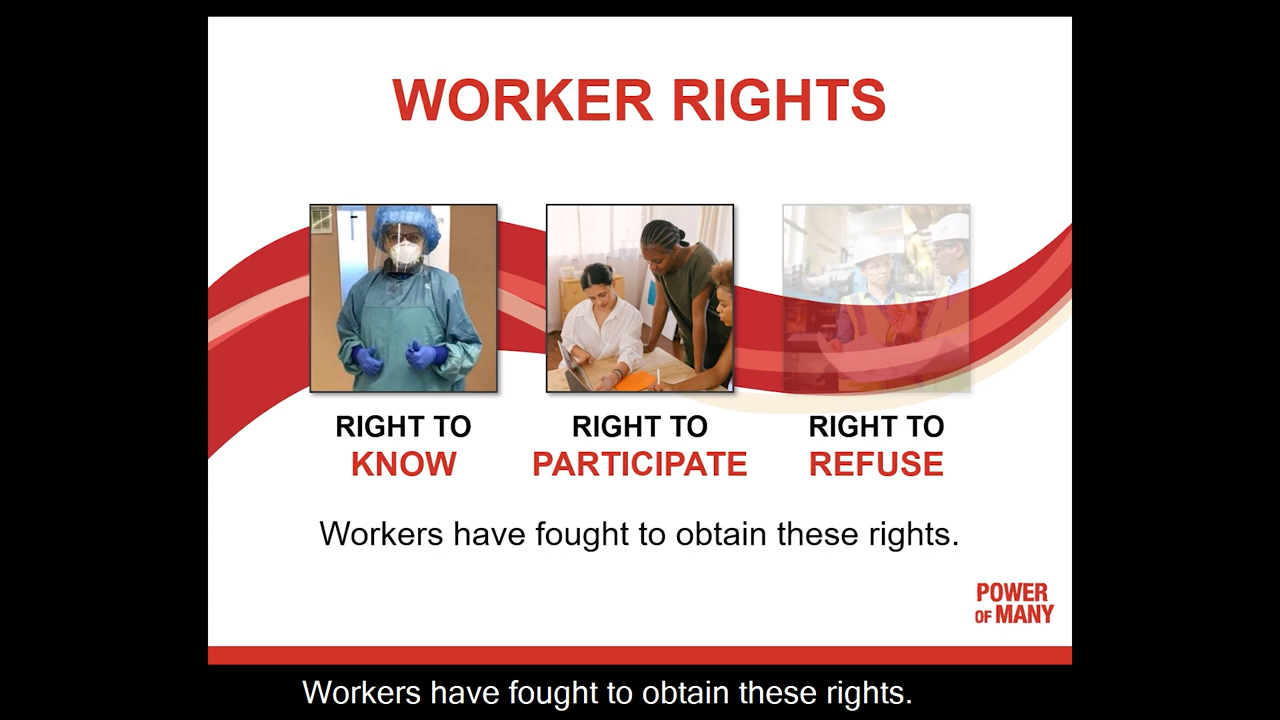 WORKER RIGHTS
RIGHT TO
KNOW
RIGHT TO
PARTICIPATE
RIGHT TO
REFUSE
Workers have fought to obtain these rights.
POWER
OF MANY
Workers have fought to obtain these rights.